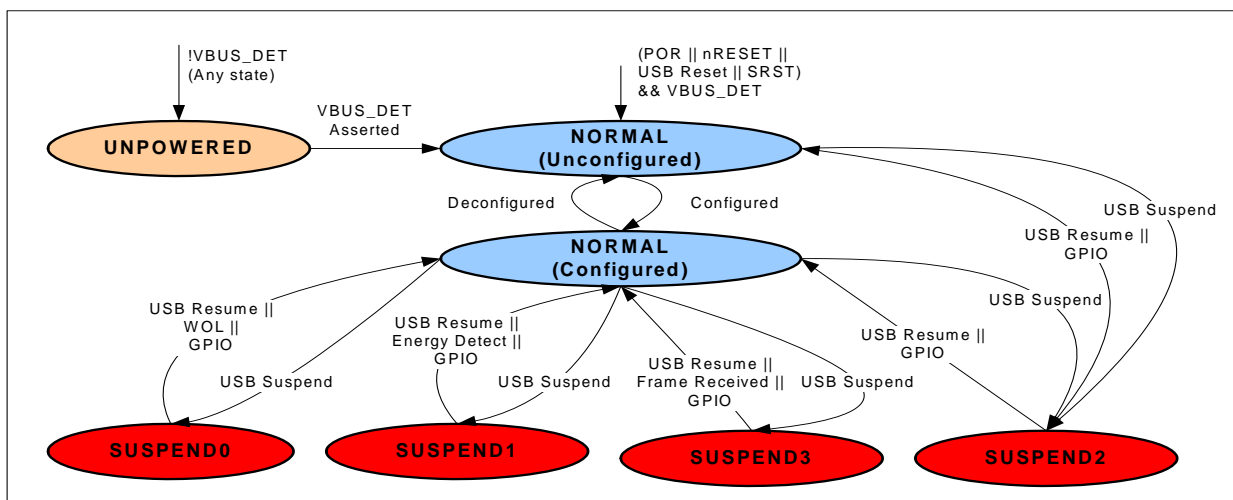 !VBUS_DET
(Any state)
(POR || nRESET ||
USB Reset || SRST)
&& VBUS_DET
VBUS_DET
Asserted
UNPOWERED
NORMAL
(Unconfigured)
Deconfigured
Configured
USB Suspend
USB Resume ||
GPIO
NORMAL
(Configured)
USB Resume ||
WOL ||
GPIO
USB Suspend
USB Resume ||
Energy Detect ||
GPIO
USB Suspend
USB Resume ||
Frame Received ||
GPIO
USB Suspend
USB Resume ||
GPIO
USB Suspend
SUSPEND0
SUSPEND1
SUSPEND3
SUSPEND2